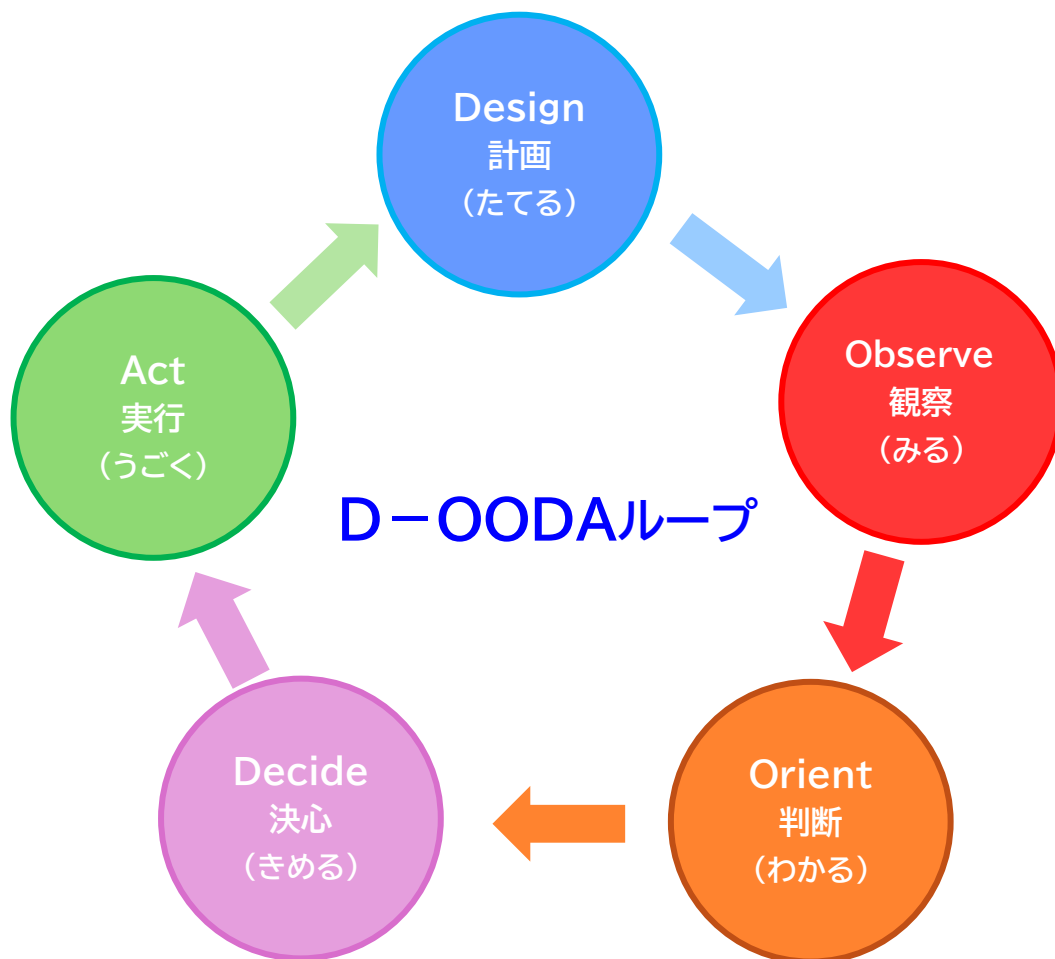 Design
計画
（たてる）
Observe
観察
（みる）
Orient
判断
（わかる）
Decide
決心
（きめる）
Act
実行
（うごく）
D－OODAループ